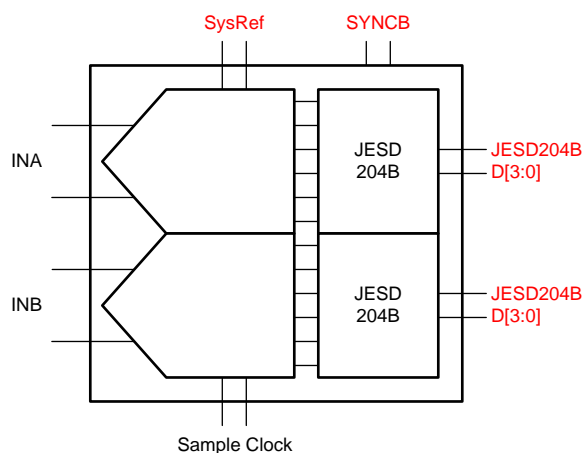 SysRef
SYNCB
INA
JESD
204B
JESD204B
D[3:0]
INB
JESD
204B
JESD204B
D[3:0]
Sample Clock